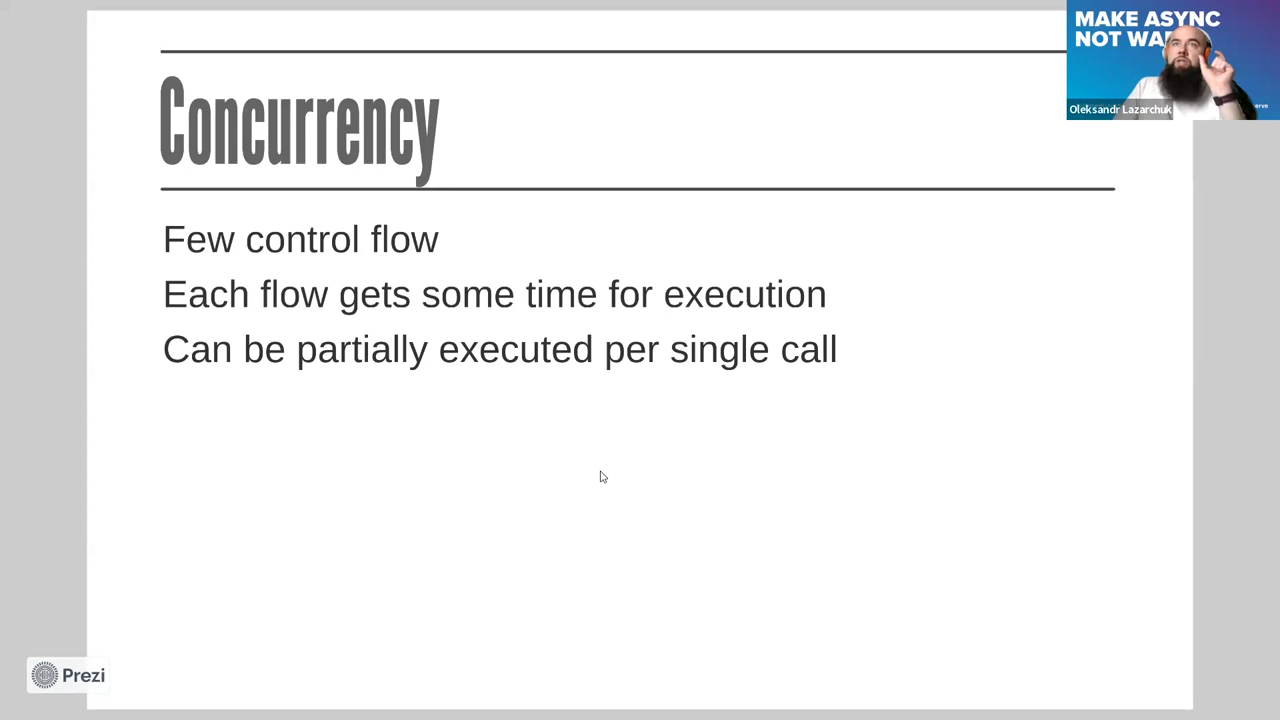 MAKE ASYNC
NOT WA
Oleksandr Lazarchuk
erve
Concurrency
Few control flow
Each flow gets some time for execution
Can be partially executed per single call
Prezi